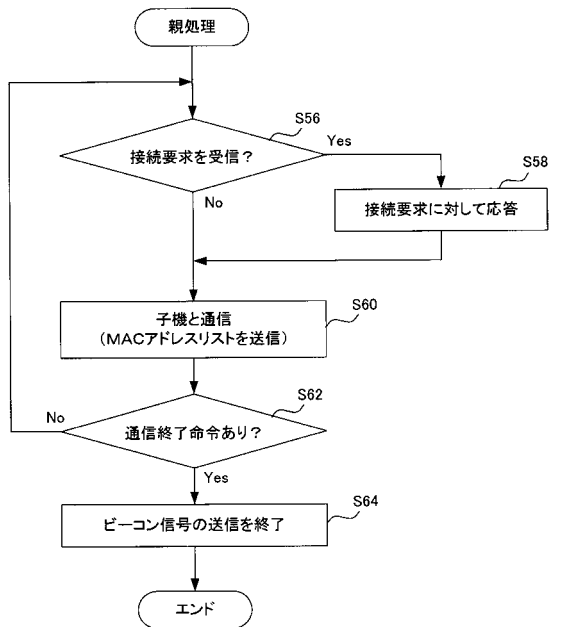 親処理
S56
接続要求を受信？
Yes
No
S58
接続要求に対して応答
S60
子機と通信
（ＭＡＣアドレスリストを送信）
S62
通信終了命令あり？
No
Yes
S64
ビーコン信号の送信を終了
エンド